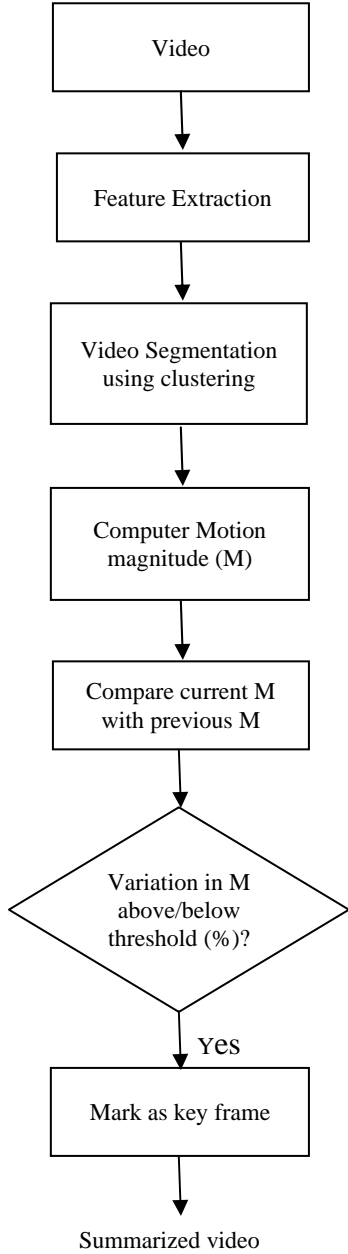 Video
Feature Extraction
Video Segmentation
using clustering
Computer Motion
magnitude (M)
Compare current M
with previous M
Variation in M
above/below
threshold (%)?
Yes
Mark as key frame
Summarized video